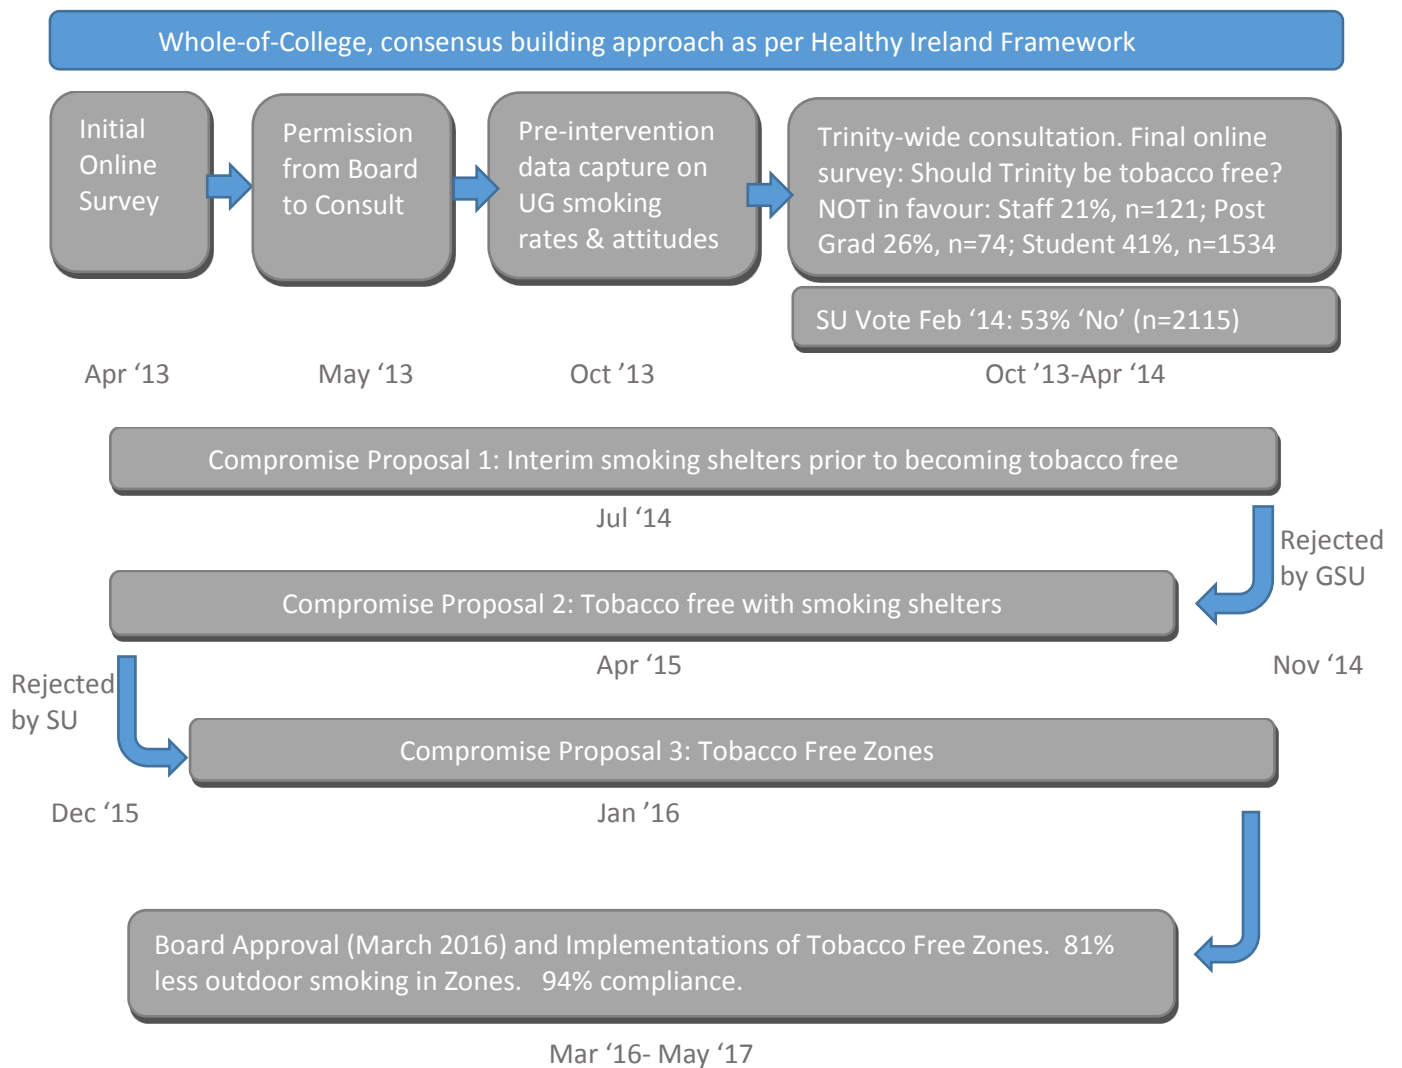 Whole-of-College, consensus building approach as per Healthy Ireland Framework
Initial
Online
Survey
Permission
from Board
to Consult
Pre-intervention
data capture on
UG smoking
rates & attitudes
Trinity-wide consultation. Final online
survey: Should Trinity be tobacco free?
NOT in favour: Staff 21%, n=121; Post
Grad 26%, n=74; Student 41%, n=1534
SU Vote Feb ‘14: 53% ‘No’ (n=2115)
Apr ‘13
May ‘13
Oct ’13
Oct ’13-Apr ‘14
Compromise Proposal 1: Interim smoking shelters prior to becoming tobacco free
Jul ‘14
Rejected
by GSU
Compromise Proposal 2: Tobacco free with smoking shelters
Apr ‘15
Nov ‘14
Rejected
by SU
Compromise Proposal 3: Tobacco Free Zones
Dec ‘15
Jan ’16
Board Approval (March 2016) and Implementations of Tobacco Free Zones.  81%
less outdoor smoking in Zones.   94% compliance.
Mar ‘16- May ‘17